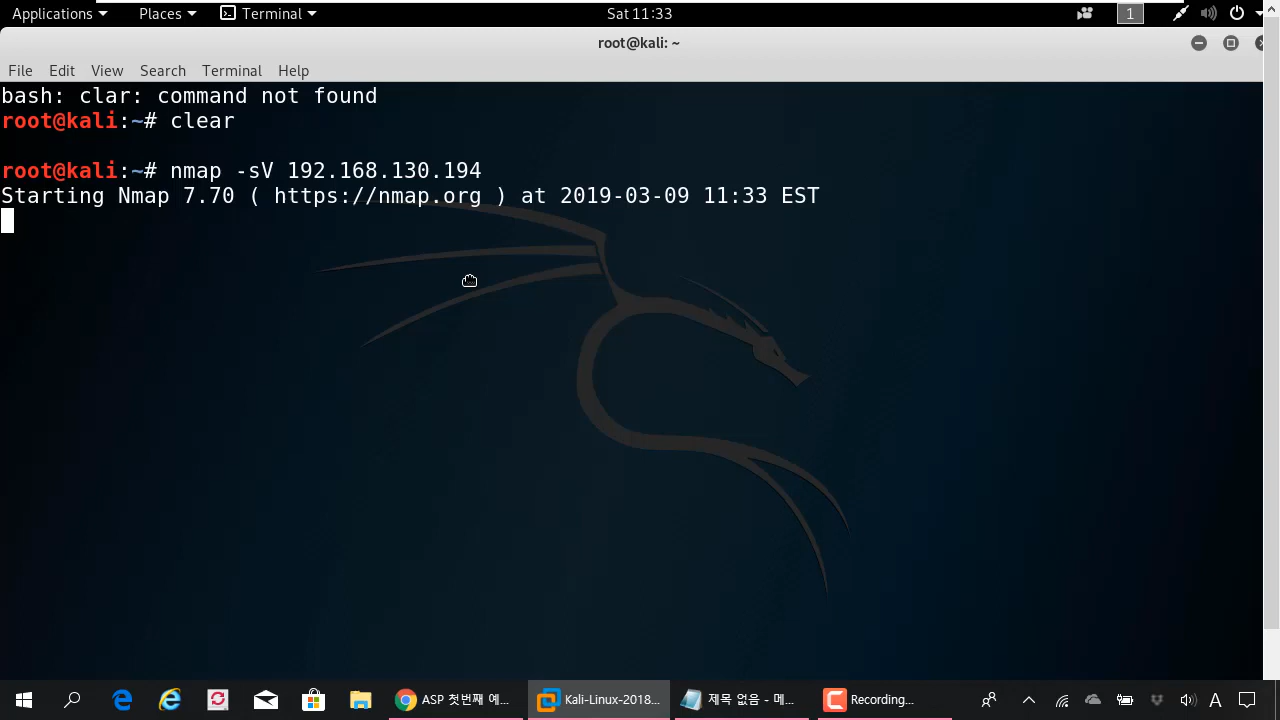 Applications Places Terminal Sat 11:33 1
root@kali: ~
File Edit View Search Terminal Help
bash: clar: command not found
root@kali:~# clear
root@kali:~# nmap -sV 192.168.130.194
Starting Nmap 7.70 ( https://nmap.org ) at 2019-03-09 11:33 EST
ASP 첫번째 예... Kali-Linux-2018... 제목 없음 - 메... Recording... A